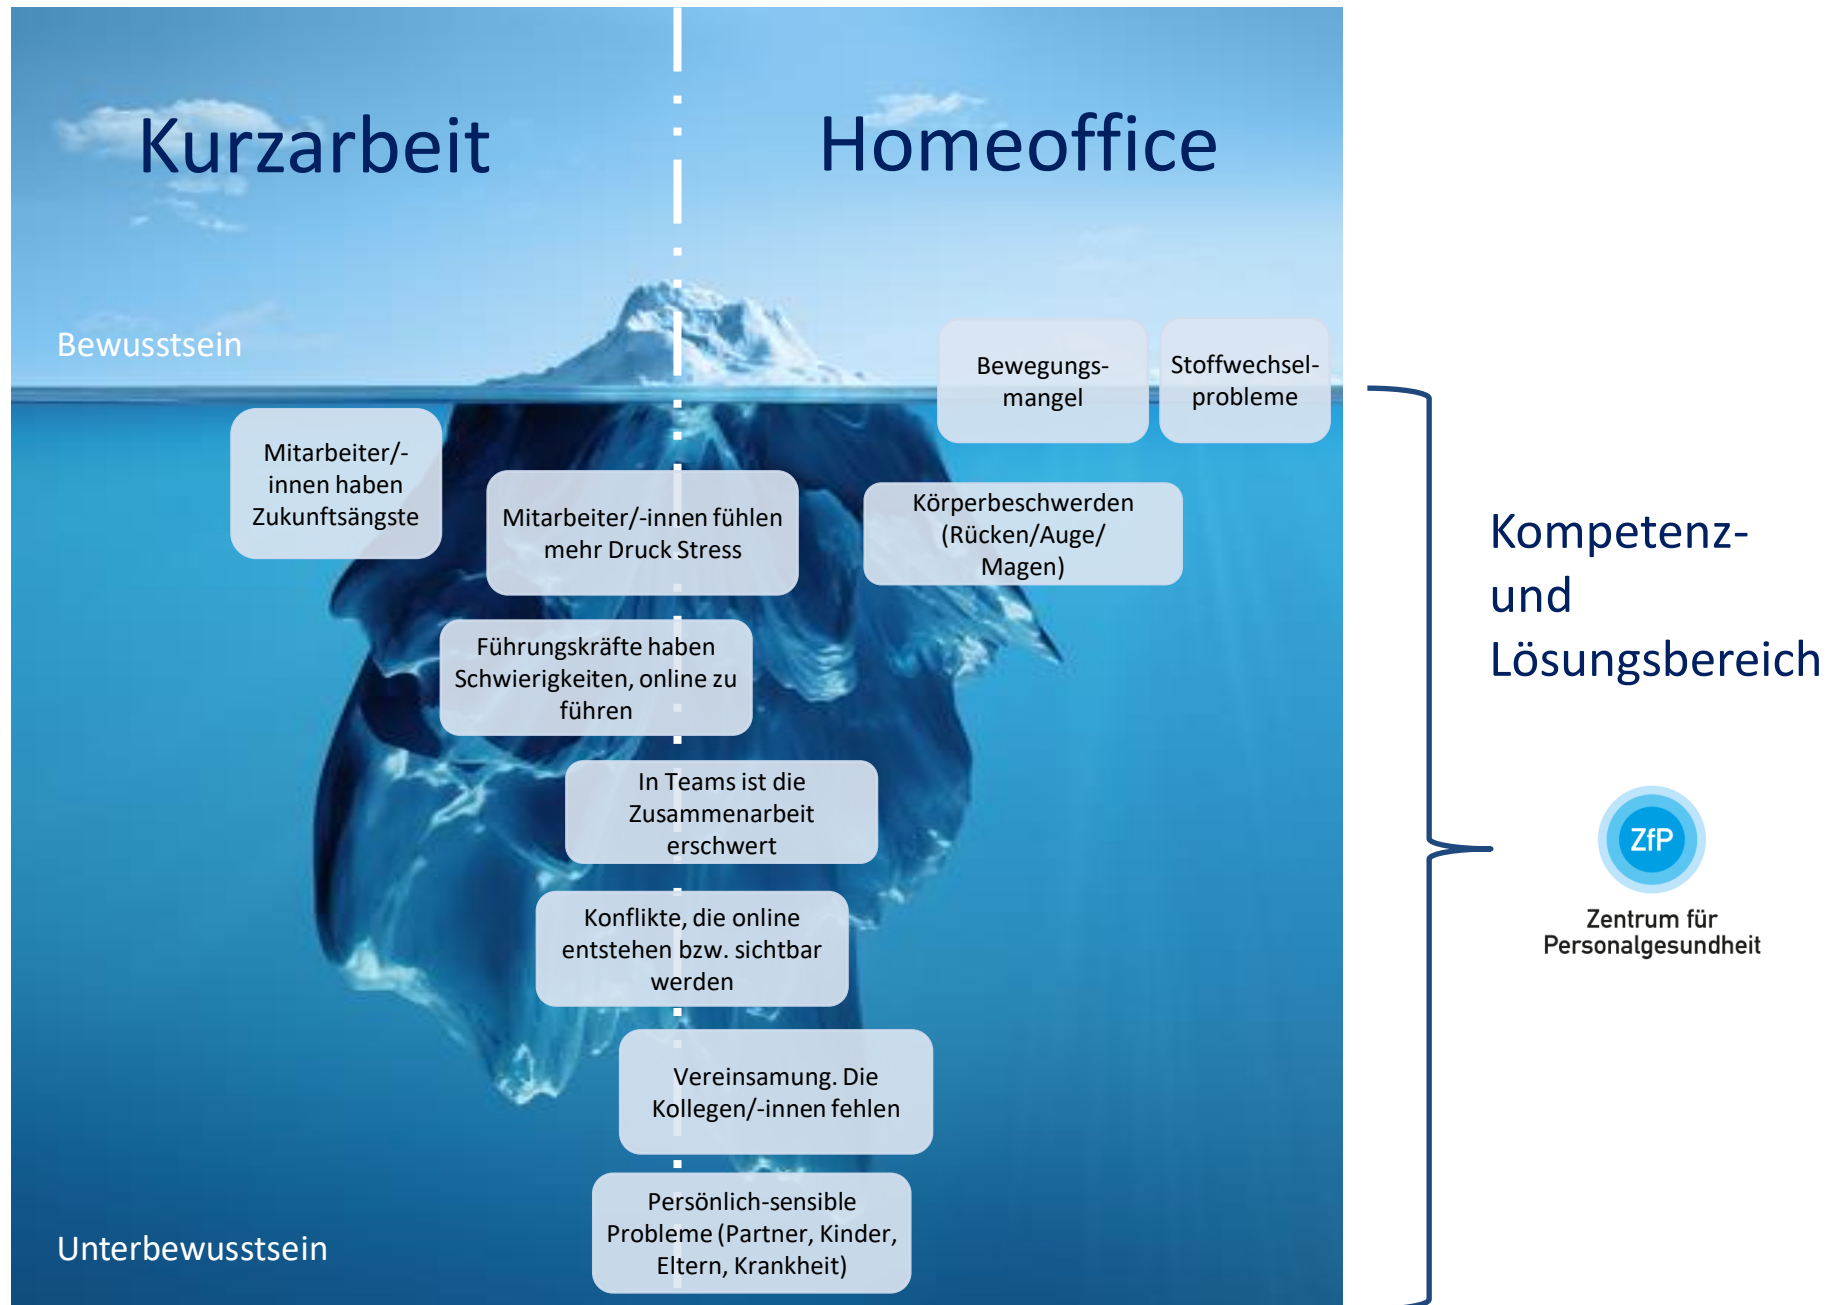 Kurzarbeit
Homeoffice
Bewusstsein
Bewegungs-
mangel
Stoffwechsel-
probleme
Mitarbeiter/-
innen haben
Zukunftsängste
Mitarbeiter/-innen fühlen
mehr Druck Stress
Körperbeschwerden
(Rücken/Auge/
Magen)
Führungskräfte haben
Schwierigkeiten, online zu
führen
In Teams ist die
Zusammenarbeit
erschwert
Konflikte, die online
entstehen bzw. sichtbar
werden
Vereinsamung. Die
Kollegen/-innen fehlen
Persönlich-sensible
Probleme (Partner, Kinder,
Eltern, Krankheit)
Unterbewusstsein
Kompetenz-
und
Lösungsbereich
ZfP
Zentrum für
Personalgesundheit